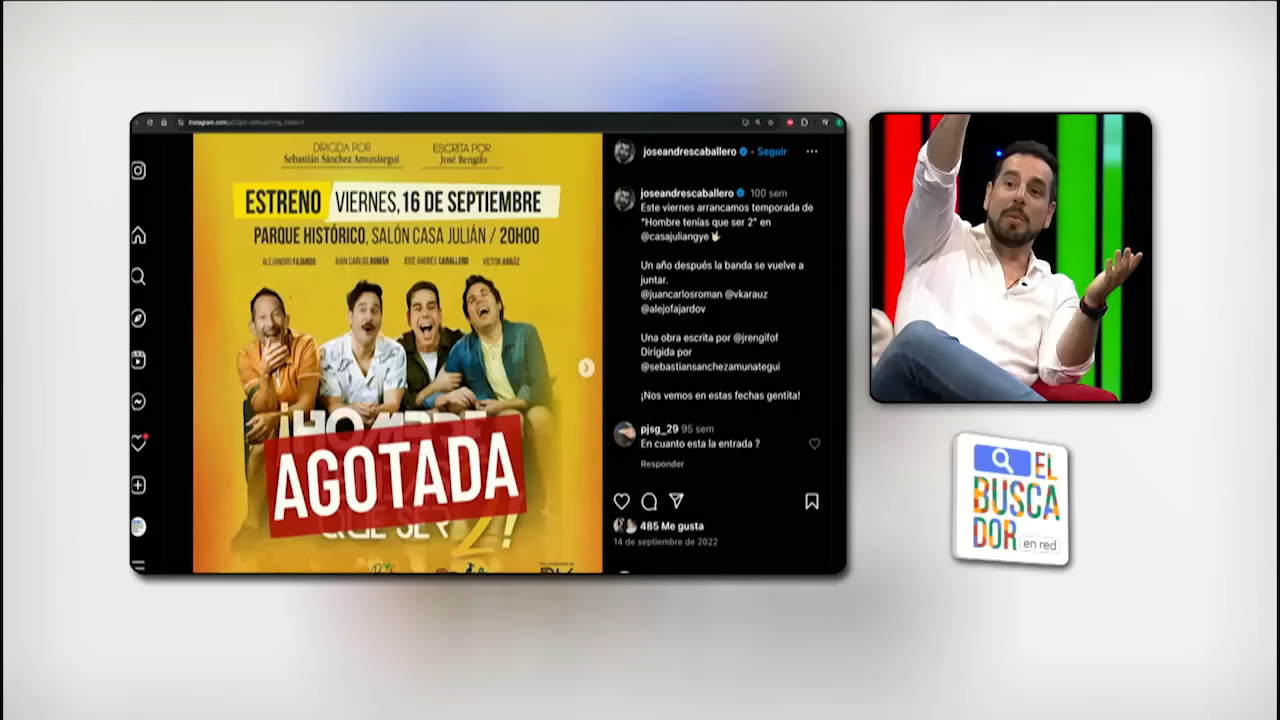 DIRIGIDA POR
Sebastián Sánchez Amunátegui
ESCRITA POR
José Rengifo
ESTRENO VIERNES, 16 DE SEPTIEMBRE
PARQUE HISTÓRICO, SALÓN CASA JULIÁN / 20H00
ALEJANDRO FAJARDO JUAN CARLOS ROMÁN JOSÉ ANDRÉS CABALLERO VÍCTOR ARAÚZ
¡HOMBRE
AGOTADA
QUE SER 2!
joseandrescaballero • Seguir
joseandrescaballero 100 sem
Este viernes arrancamos temporada de
"Hombre tenías que ser 2" en
@casajuliangye
Un año después la banda se vuelve a
juntar.
@juancarlosroman @vkarauz
@alejofajardov
Una obra escrita por @jrengifof
Dirigida por
@sebastiansanchezamunategui
¡Nos vemos en estas fechas gentita!
pjsg_29 95 sem
En cuanto esta la entrada ?
Responder
485 Me gusta
14 de septiembre de 2022
EL
BUSCA
DOR
en red